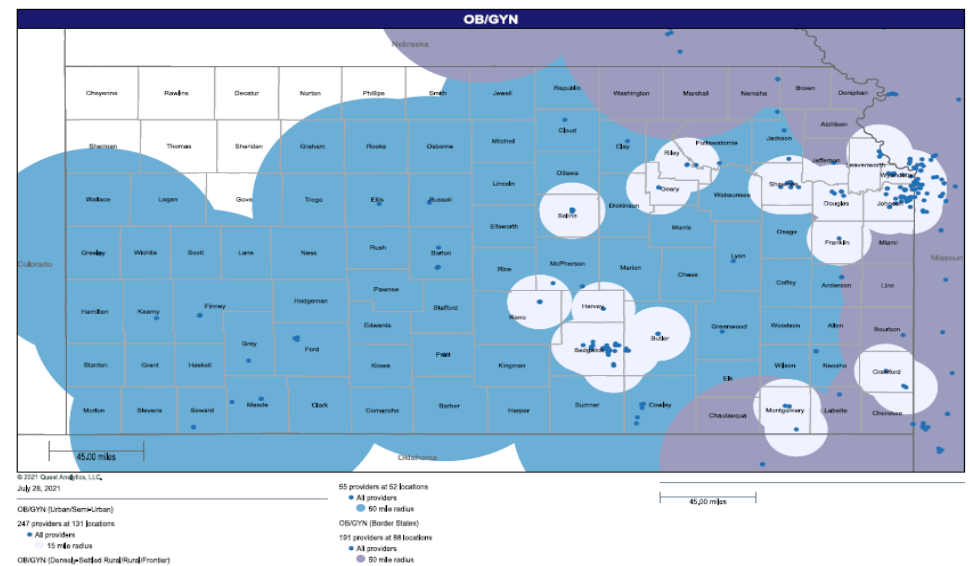 OB/GYN
Nebraska
Cheyenne Rawlins Decatur Norton Phillips Smith Jewell Republic Washington Marshall Nemaha Brown Doniphan
Sherman Thomas Sheridan Graham Rooks Osborne Mitchell Cloud Clay Riley Pottawatomie Jackson Atchison
Jefferson Leavenworth
Wallace Logan Gove Trego Ellis Russell Lincoln Ottawa Dickinson Geary Wabaunsee Shawnee Douglas Johnson Wyandotte
Saline Ellsworth Morris Osage Franklin Miami
Colorado Greeley Wichita Scott Lane Ness Rush Barton Rice McPherson Marion Chase Lyon Coffey Anderson Linn Missouri
Hamilton Kearny Finney Hodgeman Pawnee Stafford Reno Harvey
Gray Ford Edwards Sedgwick Butler Greenwood Woodson Allen Bourbon
Stanton Grant Haskell Kiowa Pratt Kingman Elk Wilson Neosho Crawford
Morton Stevens Seward Meade Clark Comanche Barber Harper Sumner Cowley Chautauqua Montgomery Labette Cherokee
45.00 miles
Oklahoma
© 2021 Quest Analytics, LLC.
July 28, 2021
OB/GYN (Urban/Semi-Urban)
247 providers at 131 locations
All providers
15 mile radius
OB/GYN (Densely-Settled Rural/Rural/Frontier)
55 providers at 52 locations
All providers
60 mile radius
OB/GYN (Border States)
191 providers at 88 locations
All providers
50 mile radius
45.00 miles